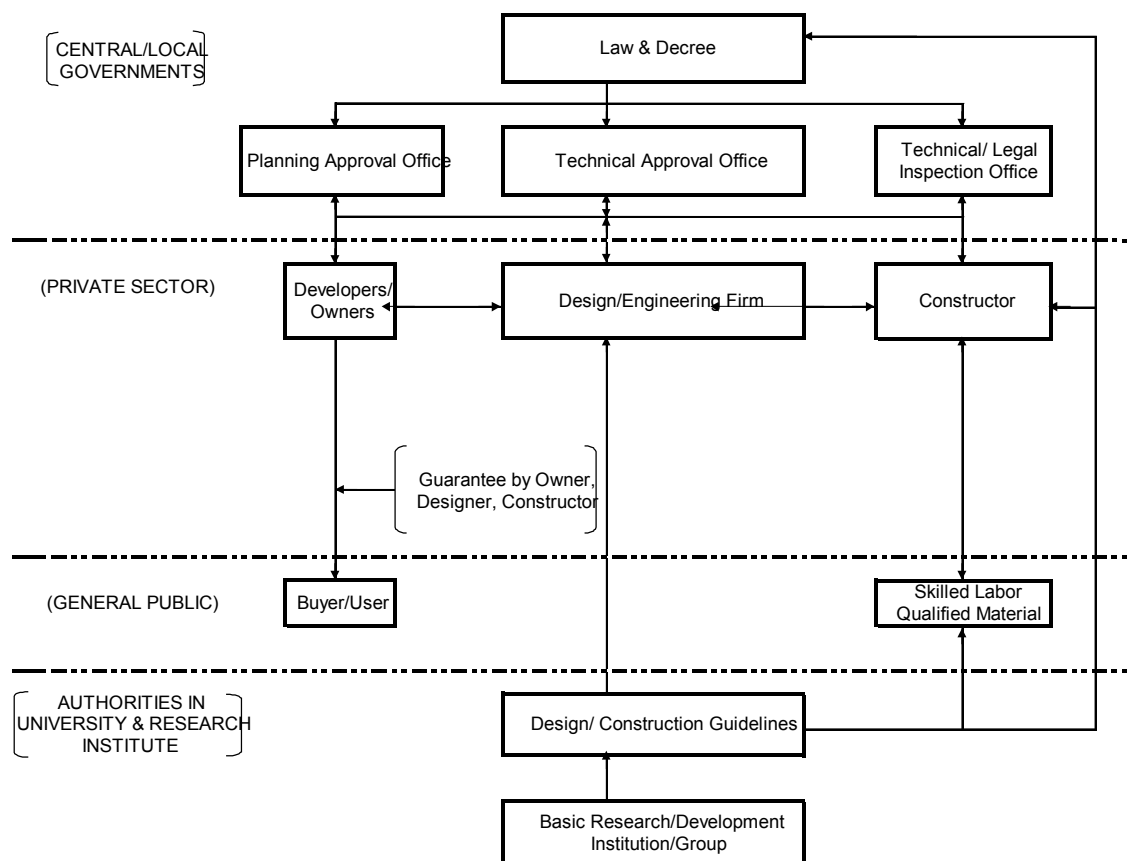 CENTRAL/LOCAL
GOVERNMENTS
Law & Decree
Planning Approval Office
Technical Approval Office
Technical/ Legal
Inspection Office
(PRIVATE SECTOR)
Developers/
Owners
Design/Engineering Firm
Constructor
Guarantee by Owner,
Designer, Constructor
(GENERAL PUBLIC)
Buyer/User
Skilled Labor
Qualified Material
AUTHORITIES IN
UNIVERSITY & RESEARCH
INSTITUTE
Design/ Construction Guidelines
Basic Research/Development
Institution/Group